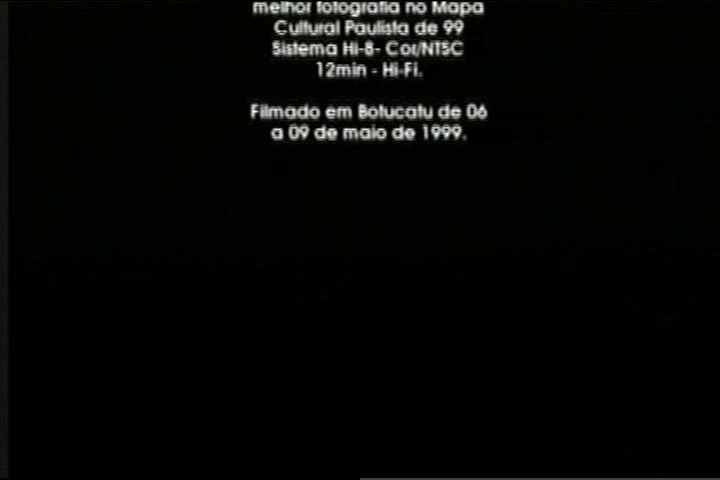 melhor fotografia no Mapa
Cultural Paulista de 99
Sistema Hi-8- Cor/NTSC
12min - Hi-Fi.
Filmado em Botucatu de 06
a 09 de maio de 1999.